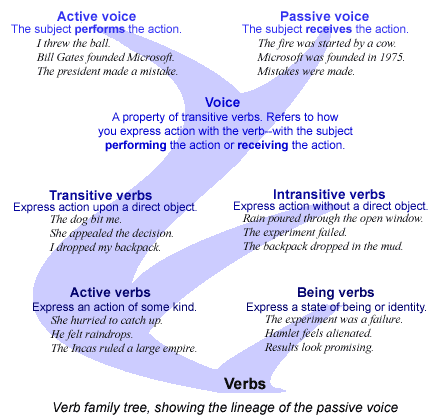 Active voice
The subject performs the action.
I threw the ball.
Bill Gates founded Microsoft.
The president made a mistake.
Passive voice
The subject receives the action.
The fire was started by a cow.
Microsoft was founded in 1975.
Mistakes were made.
Voice
A property of transitive verbs. Refers to how
you express action with the verb--with the subject
performing the action or receiving the action.
Transitive verbs
Express action upon a direct object.
The dog bit me.
She appealed the decision.
I dropped my backpack.
Intransitive verbs
Express action without a direct object.
Rain poured through the open window.
The experiment failed.
The backpack dropped in the mud.
Active verbs
Express an action of some kind.
She hurried to catch up.
He felt raindrops.
The Incas ruled a large empire.
Being verbs
Express a state of being or identity.
The experiment was a failure.
Hamlet feels alienated.
Results look promising.
Verbs
Verb family tree, showing the lineage of the passive voice